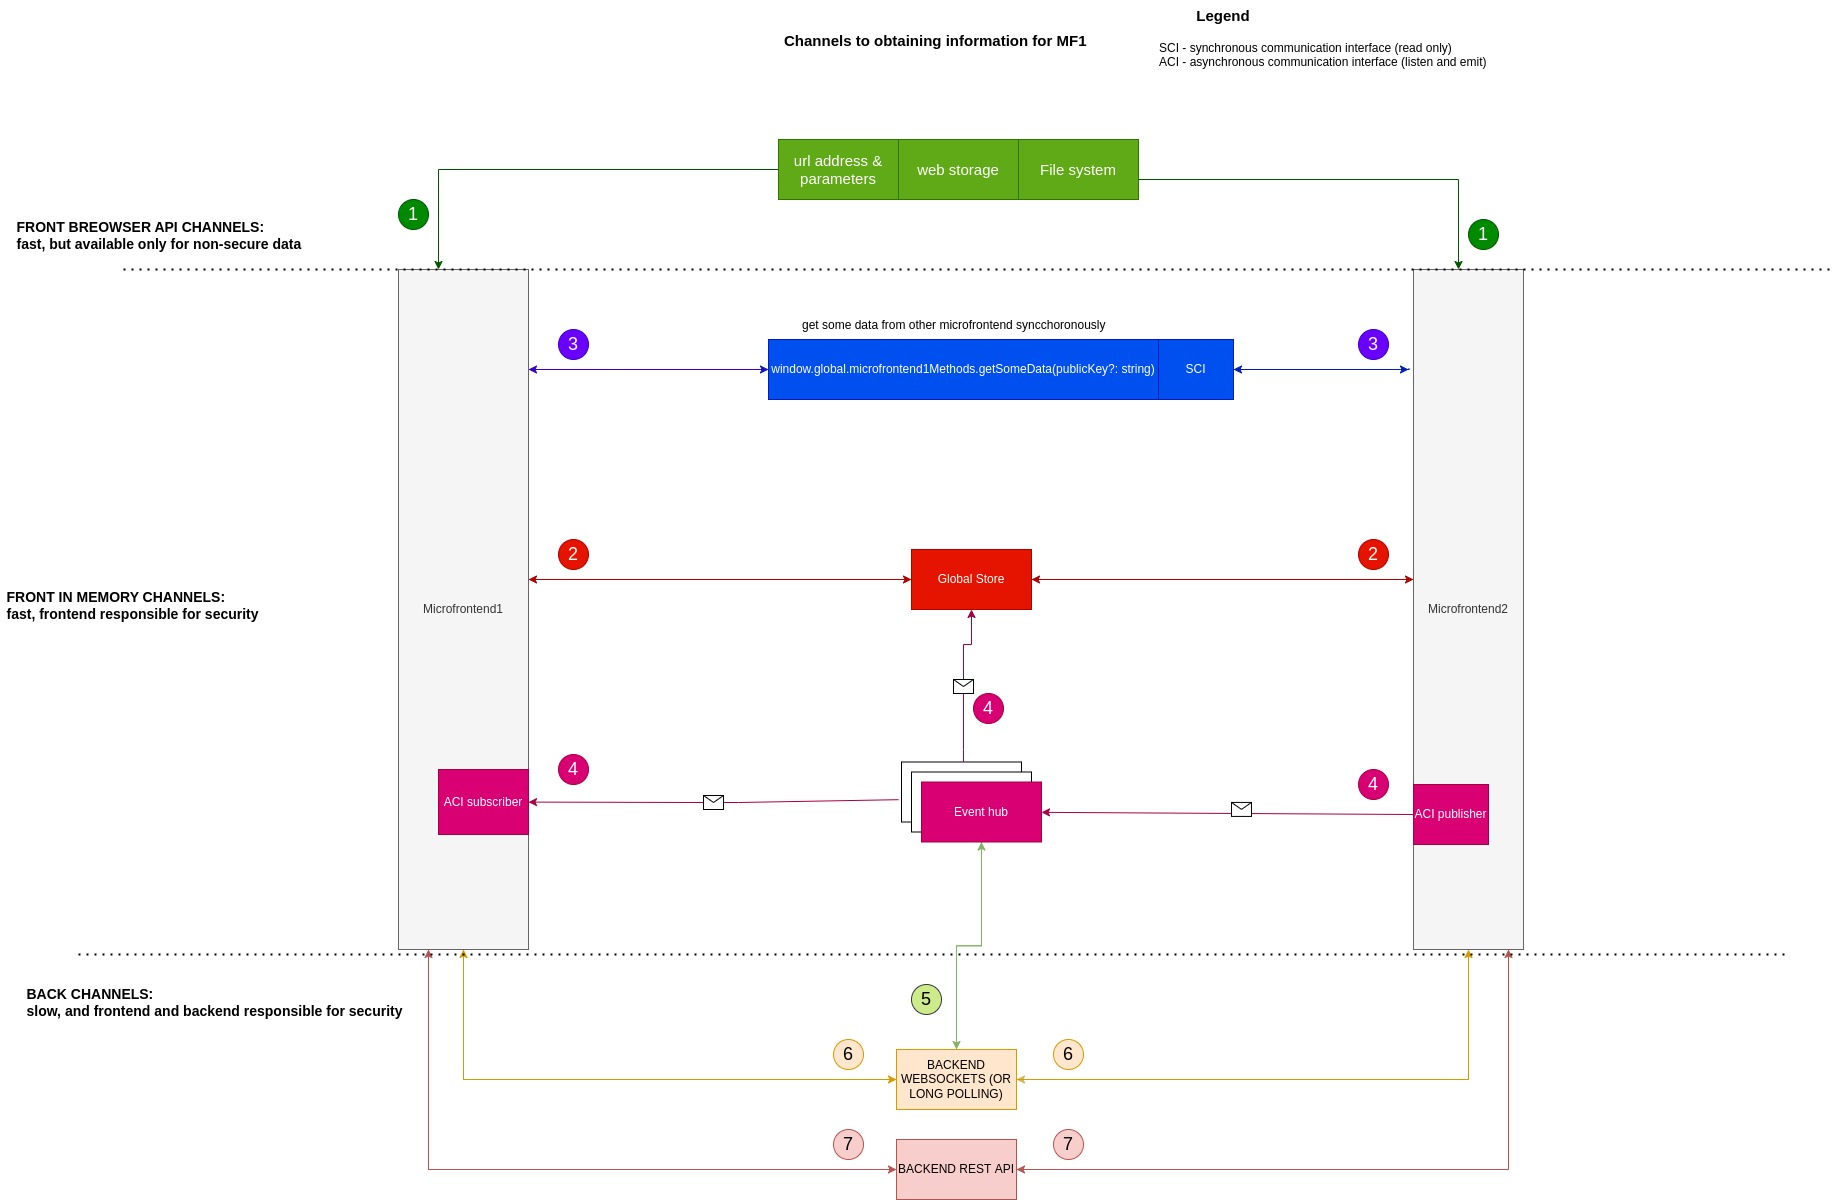 Legend
Channels to obtaining information for MF1
SCI - synchronous communication interface (read only)
ACI - asynchronous communication interface (listen and emit)
url address &
parameters
web storage
File system
1
1
FRONT BREOWSER API CHANNELS:
fast, but available only for non-secure data
get some data from other microfrontend syncchoronously
3
3
window.global.microfrontend1Methods.getSomeData(publicKey?: string)
SCI
2
2
Global Store
FRONT IN MEMORY CHANNELS:
fast, frontend responsible for security
Microfrontend1
Microfrontend2
4
4
4
ACI subscriber
Event hub
ACI publisher
BACK CHANNELS:
slow, and frontend and backend responsible for security
5
6
6
BACKEND
WEBSOCKETS (OR
LONG POLLING)
7
7
BACKEND REST API